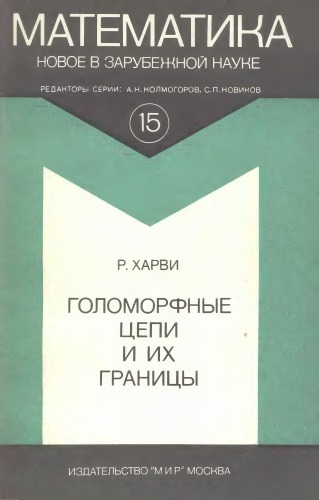 МАТЕМАТИКА
НОВОЕ В ЗАРУБЕЖНОЙ НАУКЕ
РЕДАКТОРЫ СЕРИИ: А.Н.КОЛМОГОРОВ, С.П.НОВИКОВ
15
Р. ХАРВИ
ГОЛОМОРФНЫЕ
ЦЕПИ
И ИХ
ГРАНИЦЫ
ИЗДАТЕЛЬСТВО "МИР" МОСКВА